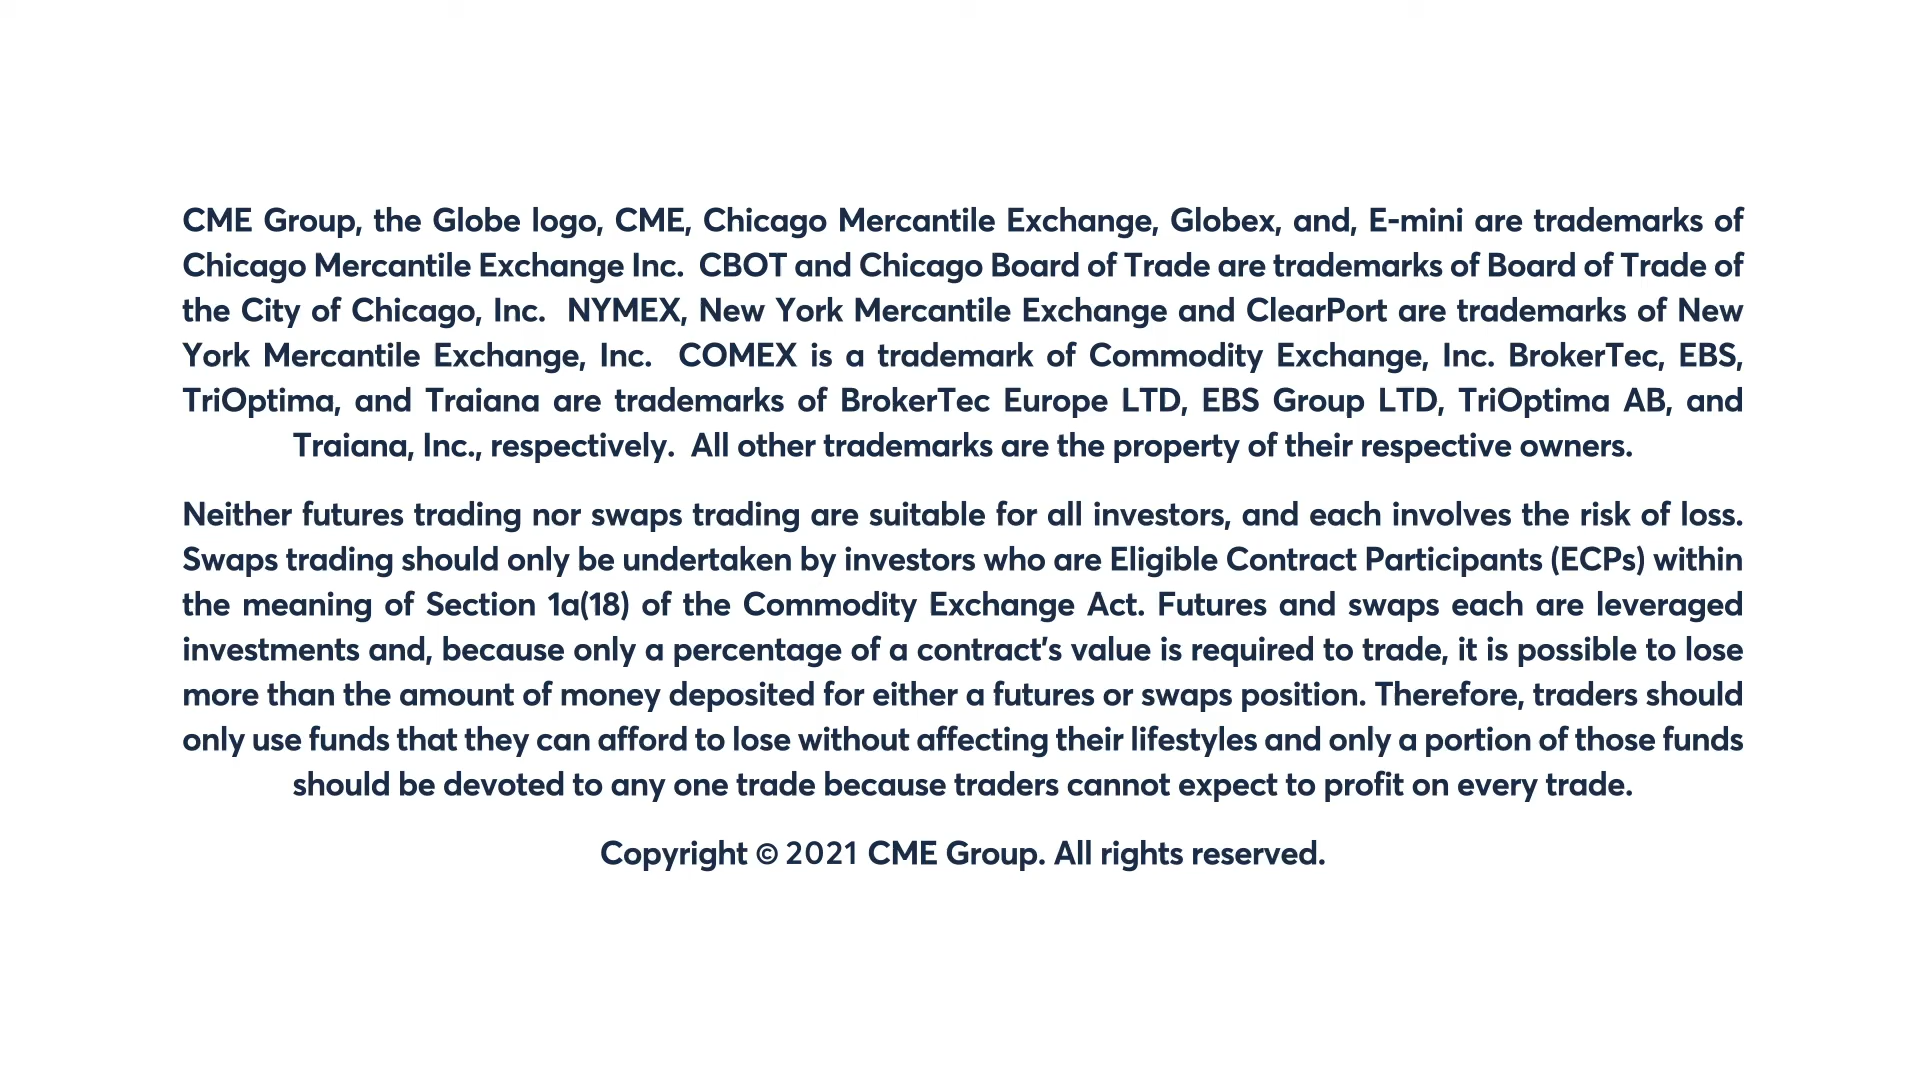 CME Group, the Globe logo, CME, Chicago Mercantile Exchange, Globex, and, E-mini are trademarks of
Chicago Mercantile Exchange Inc.  CBOT and Chicago Board of Trade are trademarks of Board of Trade of
the City of Chicago, Inc.  NYMEX, New York Mercantile Exchange and ClearPort are trademarks of New
York Mercantile Exchange, Inc.  COMEX is a trademark of Commodity Exchange, Inc. BrokerTec, EBS,
TriOptima, and Traiana are trademarks of BrokerTec Europe LTD, EBS Group LTD, TriOptima AB, and
Traiana, Inc., respectively.  All other trademarks are the property of their respective owners.
Neither futures trading nor swaps trading are suitable for all investors, and each involves the risk of loss.
Swaps trading should only be undertaken by investors who are Eligible Contract Participants (ECPs) within
the meaning of Section 1a(18) of the Commodity Exchange Act. Futures and swaps each are leveraged
investments and, because only a percentage of a contract's value is required to trade, it is possible to lose
more than the amount of money deposited for either a futures or swaps position. Therefore, traders should
only use funds that they can afford to lose without affecting their lifestyles and only a portion of those funds
should be devoted to any one trade because traders cannot expect to profit on every trade.
Copyright © 2021 CME Group. All rights reserved.